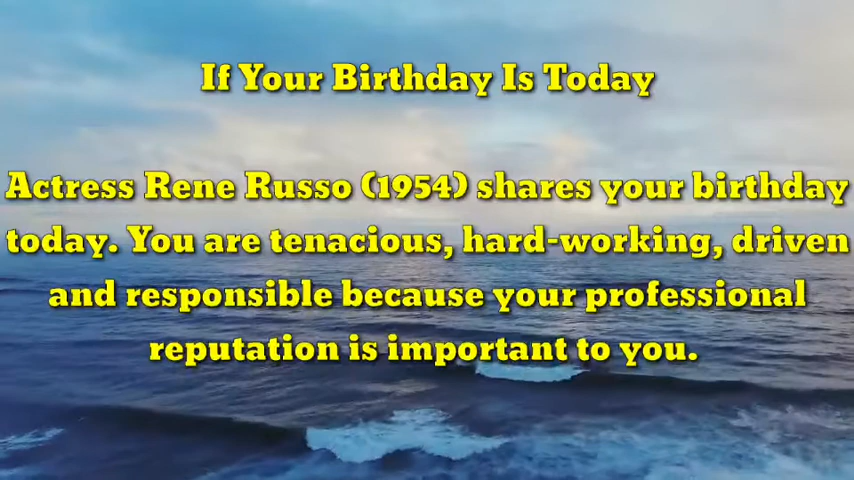 If Your Birthday Is Today
Actress Rene Russo (1954) shares your birthday
today. You are tenacious, hard-working, driven
and responsible because your professional
reputation is important to you.